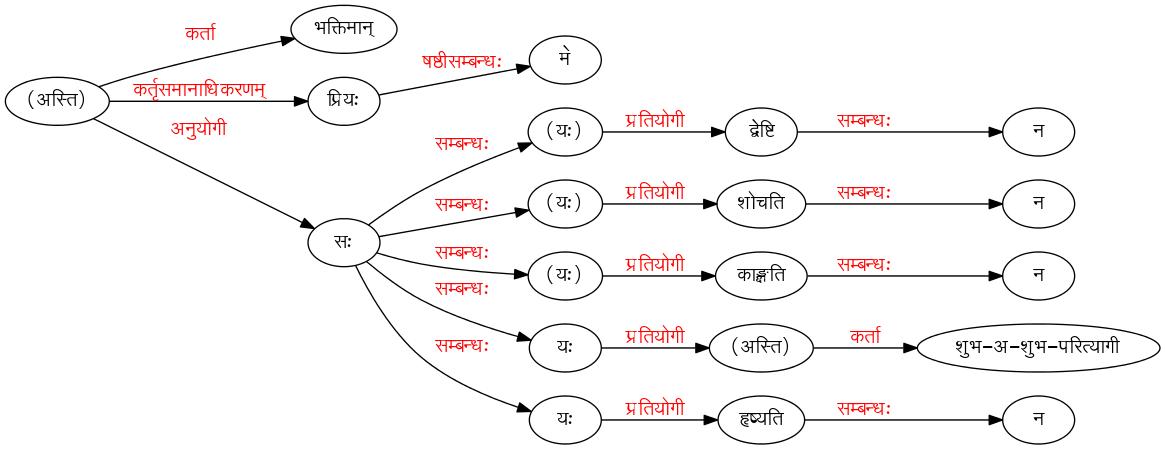 कर्ता
भक्तिमान्
(अस्ति)
कर्तृसमानाधिकरणम्
प्रियः
षष्ठीसम्बन्धः
मे
अनुयोगी
सः
सम्बन्धः
(यः)
प्रतियोगी
द्वेष्टि
सम्बन्धः
न
सम्बन्धः
(यः)
प्रतियोगी
शोचति
सम्बन्धः
न
सम्बन्धः
(यः)
प्रतियोगी
काङ्क्षति
सम्बन्धः
न
सम्बन्धः
यः
प्रतियोगी
(अस्ति)
कर्ता
शुभ-अ-शुभ-परित्यागी
सम्बन्धः
यः
प्रतियोगी
हृष्यति
सम्बन्धः
न